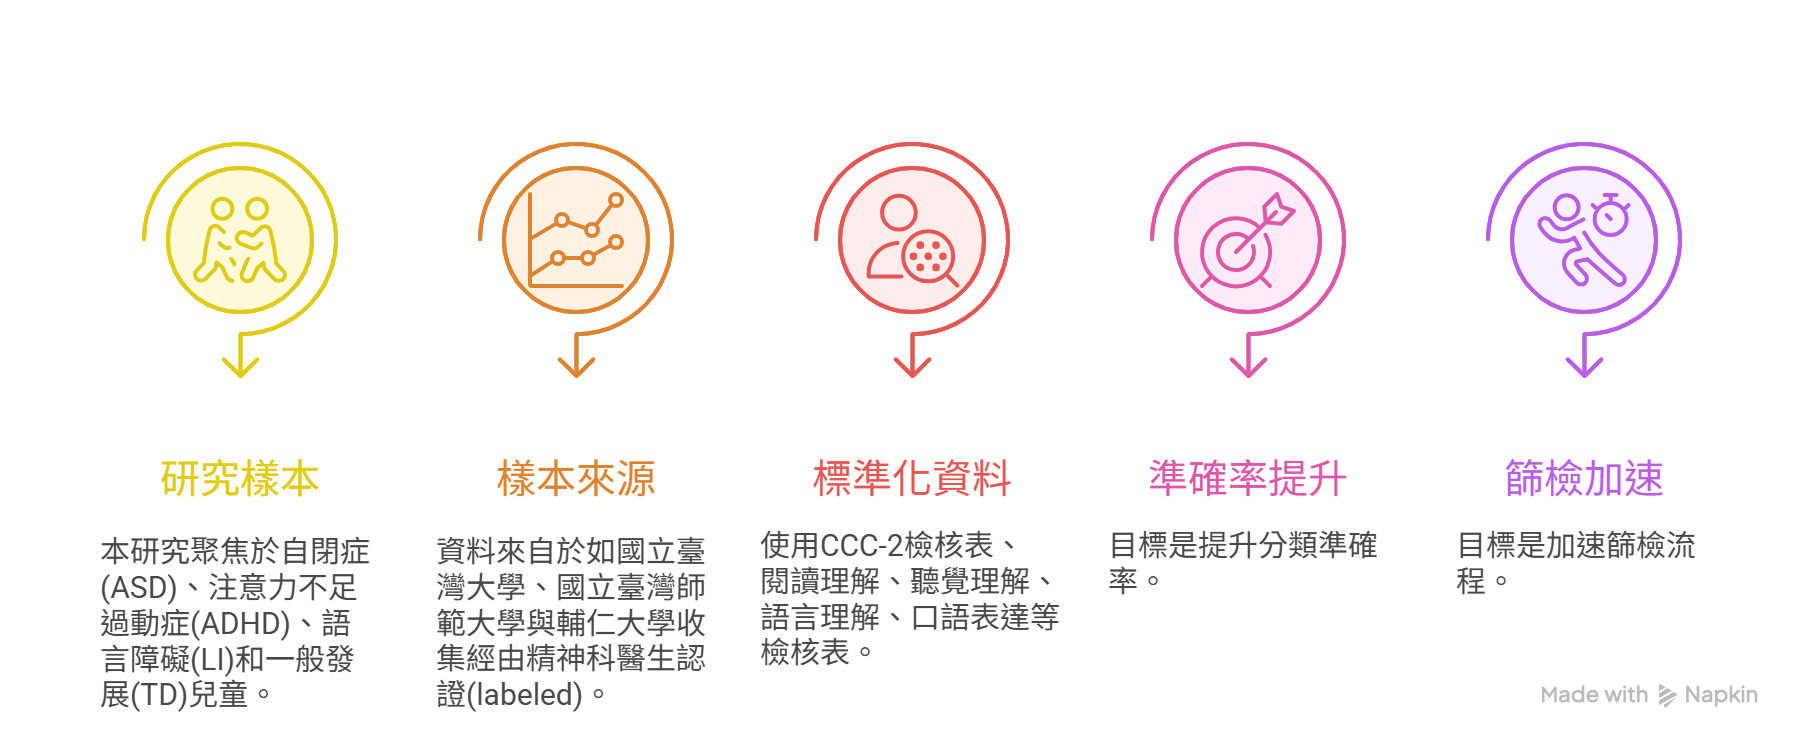 研究樣本
本研究聚焦於自閉症
(ASD)、注意力不足
過動症(ADHD)、語
言障礙(LI)和一般發
展(TD)兒童。
樣本來源
資料來自於如國立臺
灣大學、國立臺灣師
範大學與輔仁大學收
集經由精神科醫生認
證(labeled)。
標準化資料
使用CCC-2檢核表、
閱讀理解、聽覺理解、
語言理解、口語表達等
檢核表。
準確率提升
目標是提升分類準確
率。
篩檢加速
目標是加速篩檢流
程。
Made with Napkin